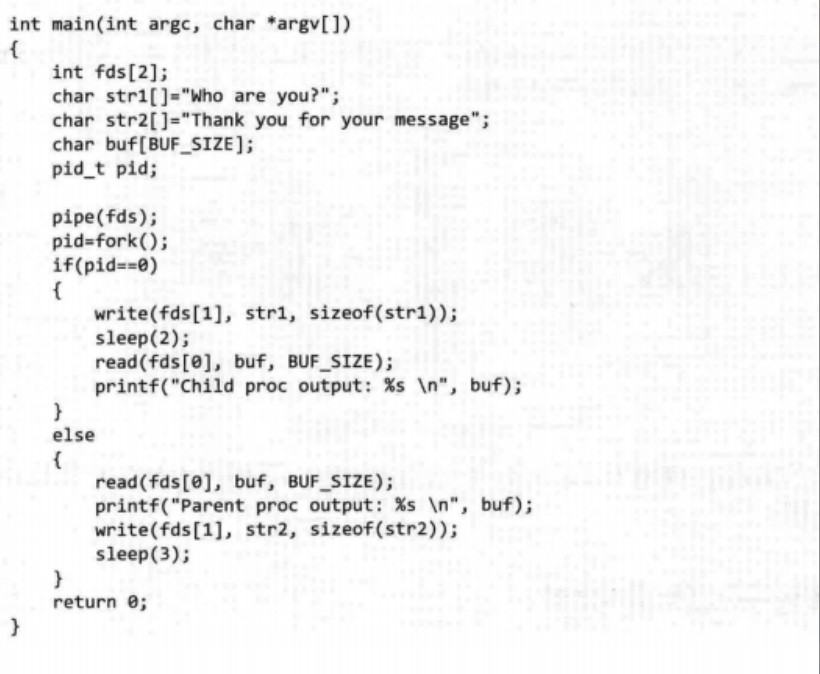 int main(int argc, char *argv[])
{
    int fds[2];
    char str1[]="Who are you?";
    char str2[]="Thank you for your message";
    char buf[BUF_SIZE];
    pid_t pid;

    pipe(fds);
    pid=fork();
    if(pid==0)
    {
        write(fds[1], str1, sizeof(str1));
        sleep(2);
        read(fds[0], buf, BUF_SIZE);
        printf("Child proc output: %s \n", buf);
    }
    else
    {
        read(fds[0], buf, BUF_SIZE);
        printf("Parent proc output: %s \n", buf);
        write(fds[1], str2, sizeof(str2));
        sleep(3);
    }
    return 0;
}